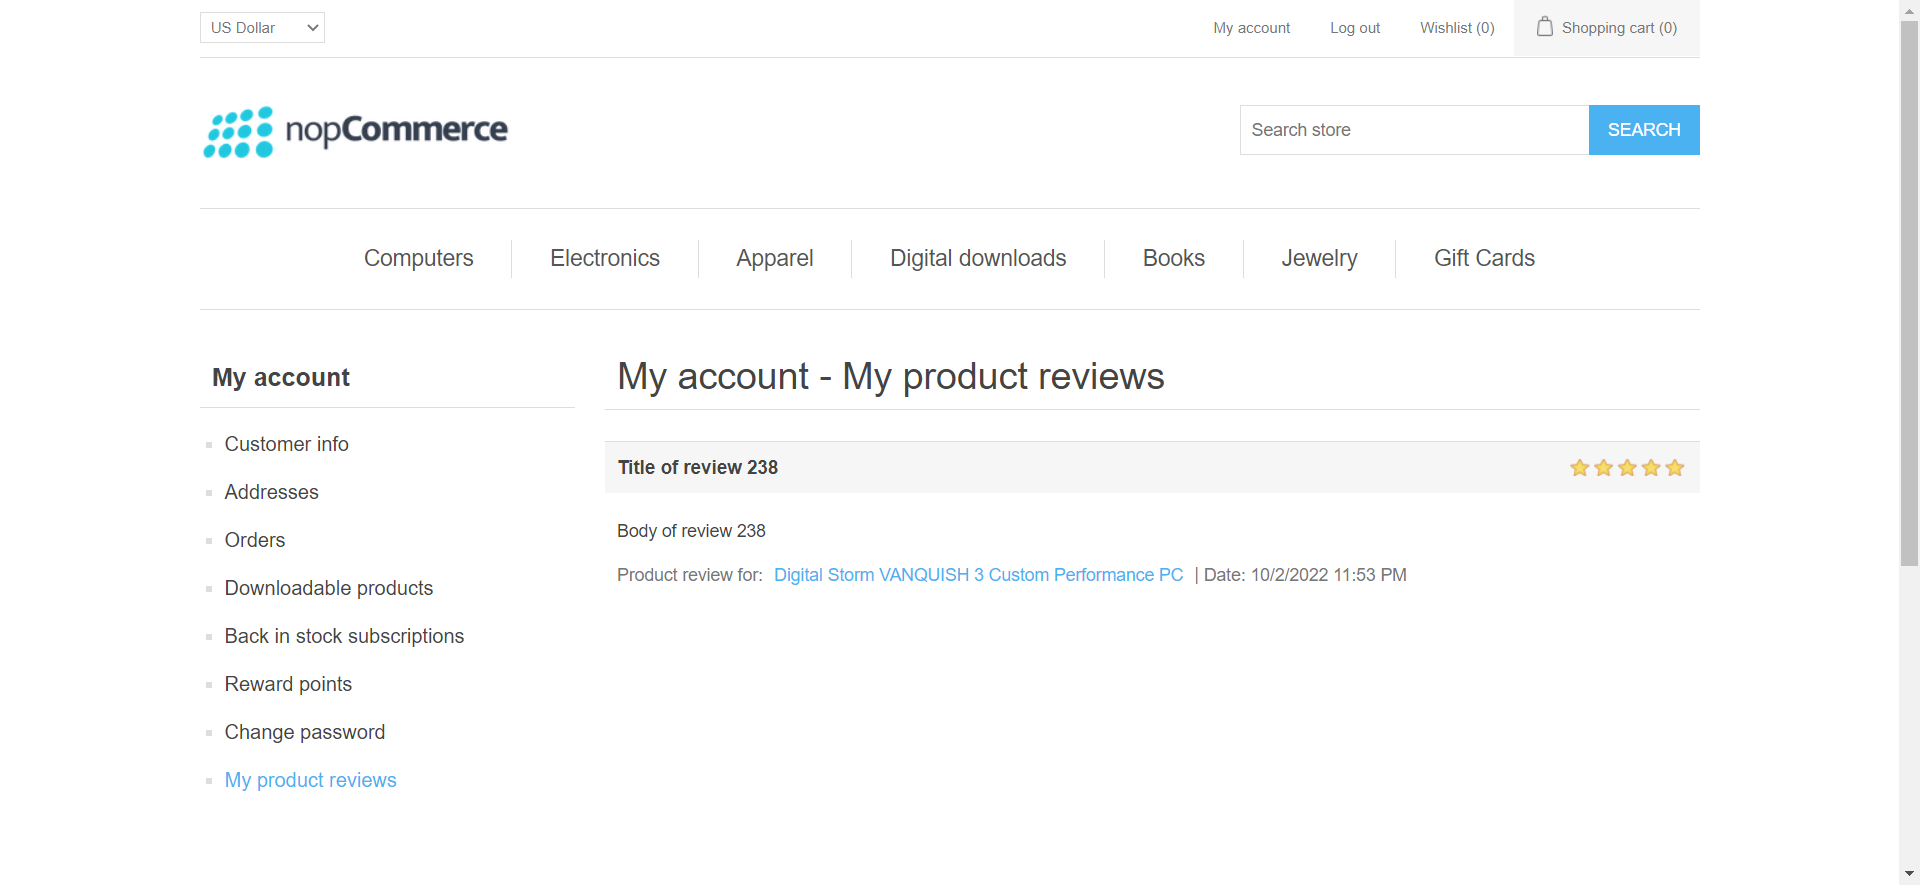 US Dollar
My account
Log out
Wishlist (0)
Shopping cart (0)
nopCommerce
Search store
SEARCH
Computers
Electronics
Apparel
Digital downloads
Books
Jewelry
Gift Cards
My account
Customer info
Addresses
Orders
Downloadable products
Back in stock subscriptions
Reward points
Change password
My product reviews
My account - My product reviews
Title of review 238
Body of review 238
Product review for: Digital Storm VANQUISH 3 Custom Performance PC | Date: 10/2/2022 11:53 PM